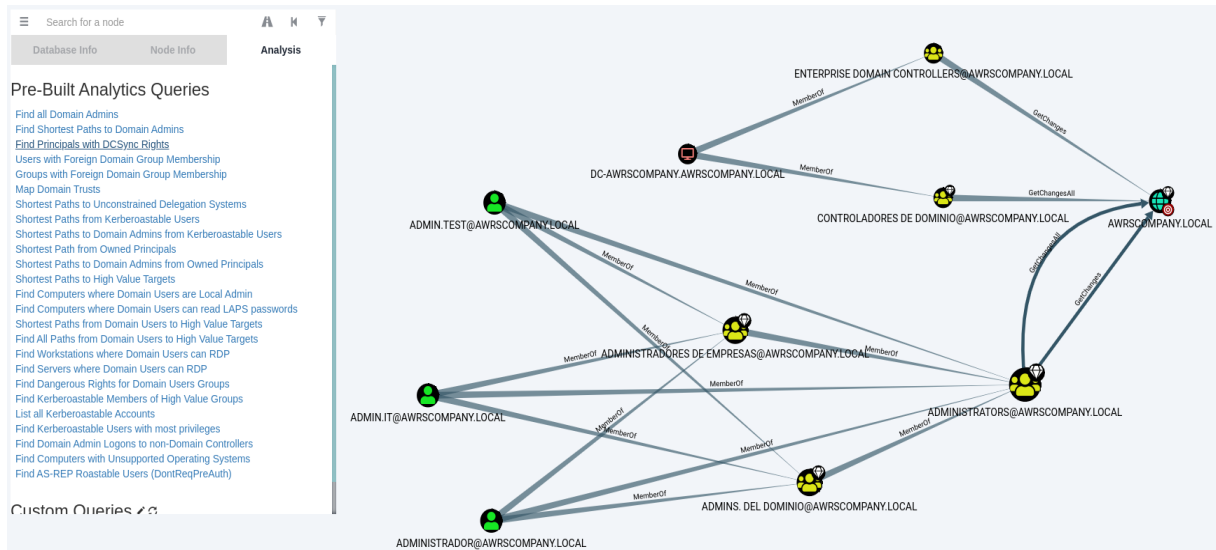 Search for a node
Database Info
Node Info
Analysis
Pre-Built Analytics Queries
Find all Domain Admins
Find Shortest Paths to Domain Admins
Find Principals with DCSync Rights
Users with Foreign Domain Group Membership
Groups with Foreign Domain Group Membership
Map Domain Trusts
Shortest Paths to Unconstrained Delegation Systems
Shortest Paths from Kerberoastable Users
Shortest Paths to Domain Admins from Kerberoastable Users
Shortest Path from Owned Principals
Shortest Paths to Domain Admins from Owned Principals
Shortest Paths to High Value Targets
Find Computers where Domain Users are Local Admin
Find Computers where Domain Users can read LAPS passwords
Shortest Paths from Domain Users to High Value Targets
Find All Paths from Domain Users to High Value Targets
Find Workstations where Domain Users can RDP
Find Servers where Domain Users can RDP
Find Dangerous Rights for Domain Users Groups
Find Kerberoastable Members of High Value Groups
List all Kerberoastable Accounts
Find Kerberoastable Users with most privileges
Find Domain Admin Logons to non-Domain Controllers
Find Computers with Unsupported Operating Systems
Find AS-REP Roastable Users (DontReqPreAuth)
Custom Queries
ENTERPRISE DOMAIN CONTROLLERS@AWRSCOMPANY.LOCAL
MemberOf
GetChanges
DC-AWRSCOMPANY.AWRSCOMPANY.LOCAL
MemberOf
GetChangesAll
CONTROLADORES DE DOMINIO@AWRSCOMPANY.LOCAL
AWRSCOMPANY.LOCAL
ADMIN.TEST@AWRSCOMPANY.LOCAL
MemberOf
MemberOf
MemberOf
GetChangesAll
GetChanges
ADMINISTRADORES DE EMPRESAS@AWRSCOMPANY.LOCAL
MemberOf
MemberOf
MemberOf
ADMIN.IT@AWRSCOMPANY.LOCAL
ADMINISTRATORS@AWRSCOMPANY.LOCAL
MemberOf
MemberOf
MemberOf
MemberOf
MemberOf
ADMINS. DEL DOMINIO@AWRSCOMPANY.LOCAL
ADMINISTRADOR@AWRSCOMPANY.LOCAL